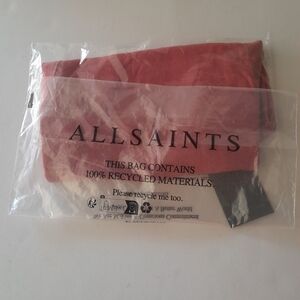 ALLSAINTS
THIS BAG CONTAINS
100% RECYCLED MATERIALS.
Please recycle me too.